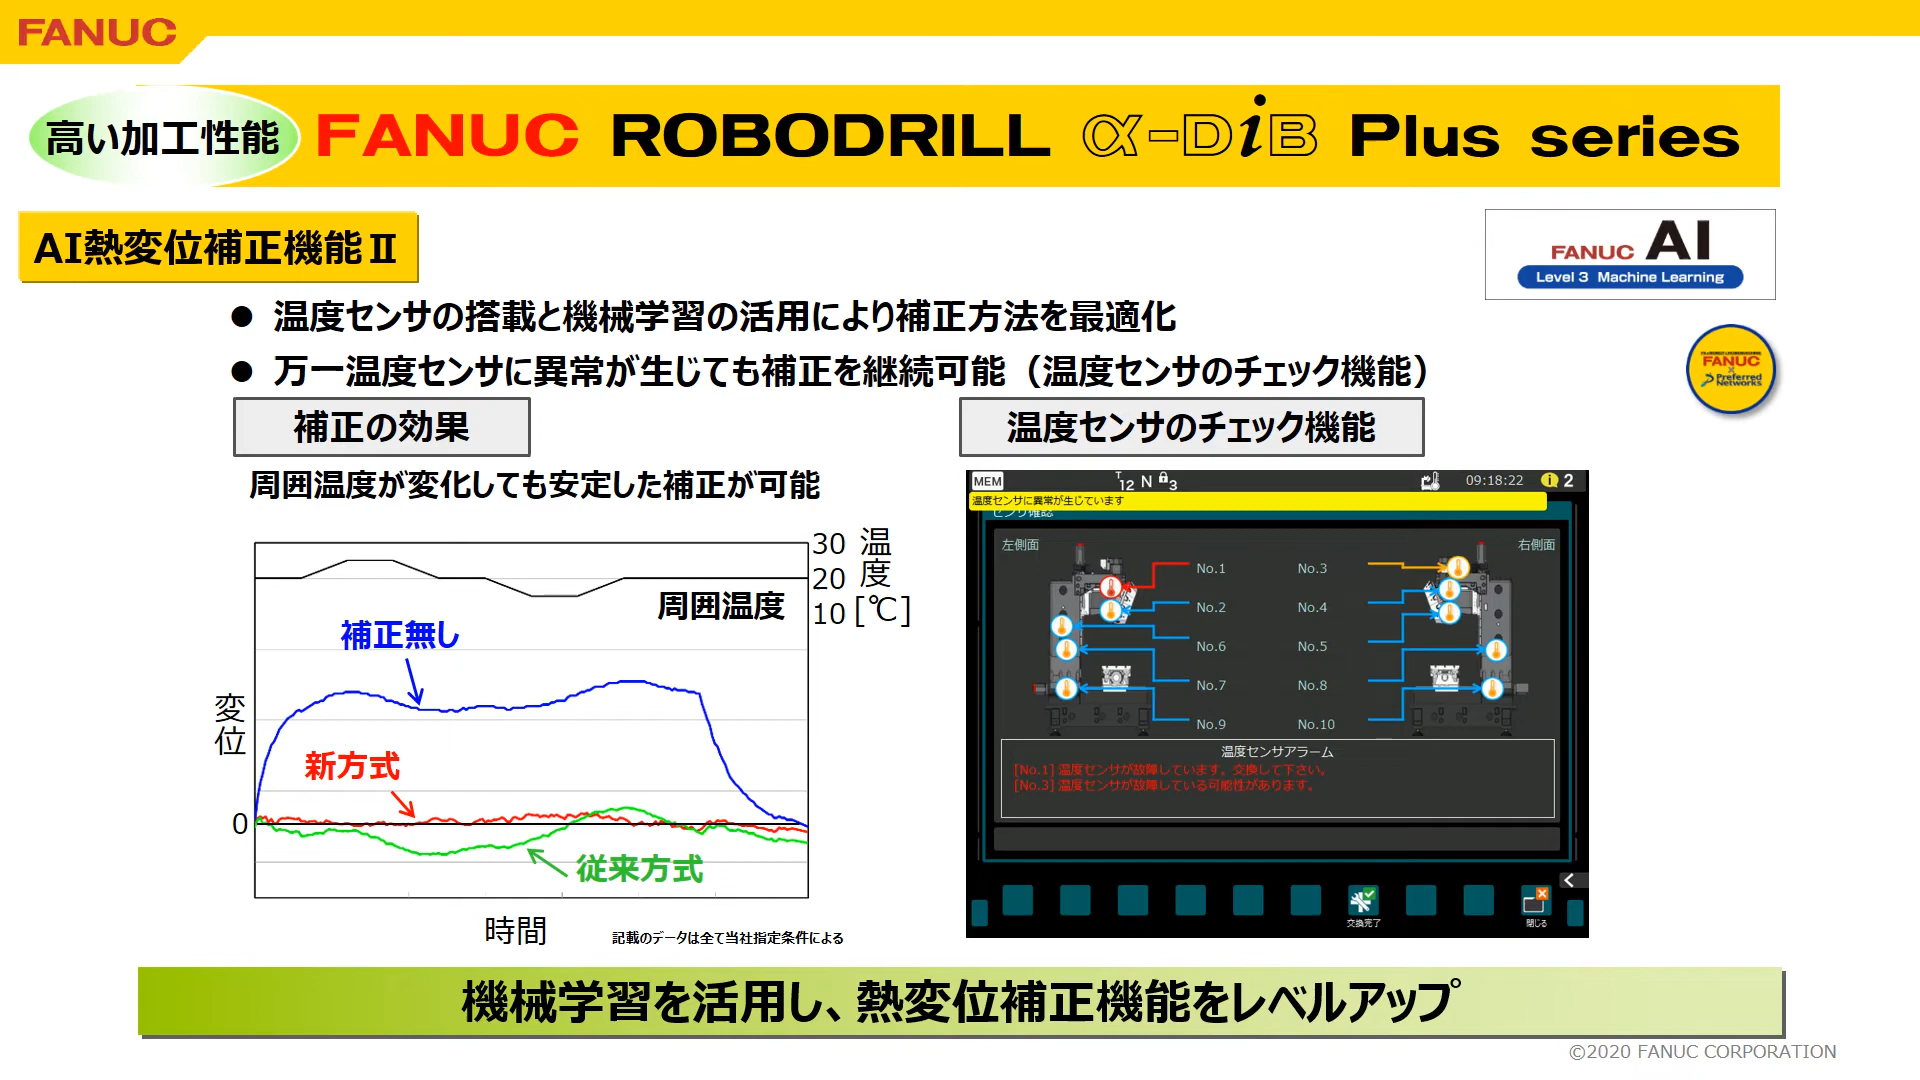 FANUC
高い加工性能
FANUC ROBODRILL α-DiB Plus series
AI熱変位補正機能Ⅱ
FANUC AI
Level 3 Machine Learning
● 温度センサの搭載と機械学習の活用により補正方法を最適化
● 万一温度センサに異常が生じても補正を継続可能（温度センサのチェック機能）
FANUC
×
Preferred
Networks
補正の効果
周囲温度が変化しても安定した補正が可能
30
20
10
温度
[℃]
周囲温度
補正無し
変位
新方式
0
従来方式
時間
記載のデータは全て当社指定条件による
温度センサのチェック機能
MEM
T12 N 3
09:18:22
i 2
温度センサに異常が生じています
センサ確認
左側面
右側面
No.1
No.3
No.2
No.4
No.6
No.5
No.7
No.8
No.9
No.10
温度センサアラーム
[No.1] 温度センサが故障しています。交換して下さい。
[No.3] 温度センサが故障している可能性があります。
交換完了
閉じる
機械学習を活用し、熱変位補正機能をレベルアップ
©2020 FANUC CORPORATION